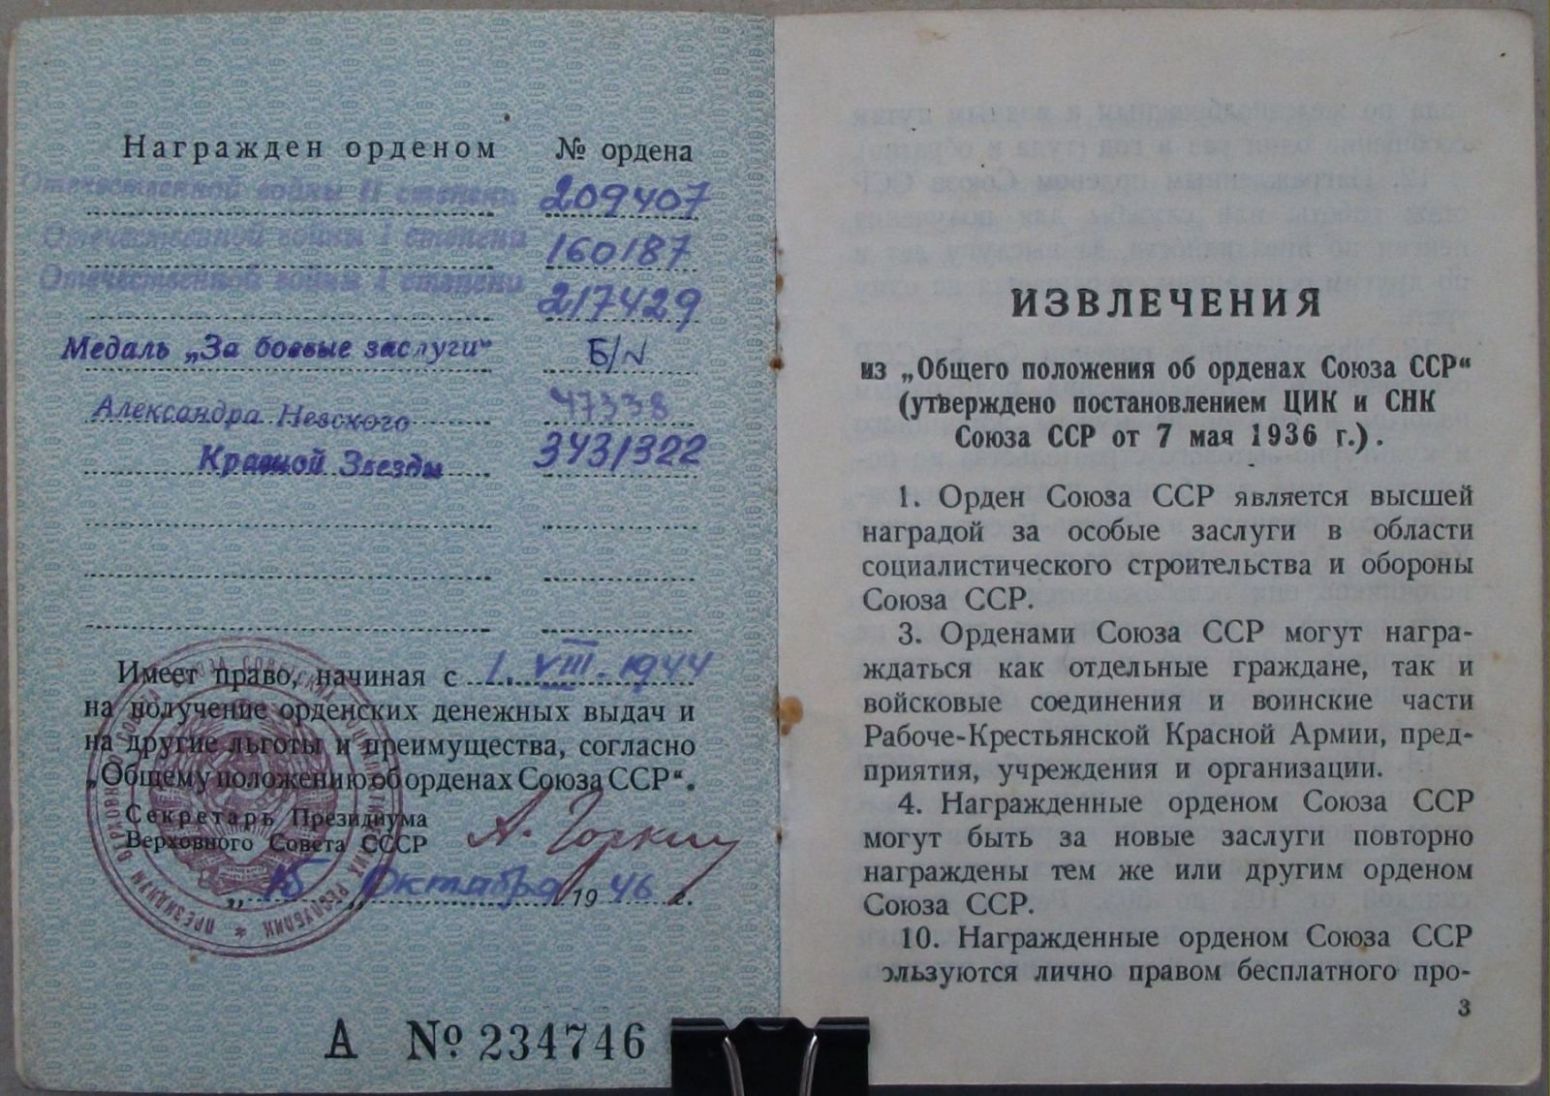 Награжден орденом № ордена
Отечественной войны II степени 209407
Отечественной войны I степени 160187
Отечественной войны I степени 217429
Медаль „За боевые заслуги“ Б/N
Александра Невского 47338
Красной Звезды 3431322
Имеет право, начиная с 1. VIII. 1944
на получение орденских денежных выдач и
на другие льготы и преимущества, согласно
„Общему положению об орденах Союза ССР“.
Секретарь Президиума
Верховного Совета СССР А. Горкин
„15 „ Октября 1946 г.
А № 234746
ИЗВЛЕЧЕНИЯ
из „Общего положения об орденах Союза ССР“
(утверждено постановлением ЦИК и СНК
Союза ССР от 7 мая 1936 г.).
1. Орден Союза ССР является высшей
наградой за особые заслуги в области
социалистического строительства и обороны
Союза ССР.
3. Орденами Союза ССР могут награ-
ждаться как отдельные граждане, так и
войсковые соединения и воинские части
Рабоче-Крестьянской Красной Армии, пред-
приятия, учреждения и организации.
4. Награжденные орденом Союза ССР
могут быть за новые заслуги повторно
награждены тем же или другим орденом
Союза ССР.
10. Награжденные орденом Союза ССР
ользуются лично правом бесплатного про-
3